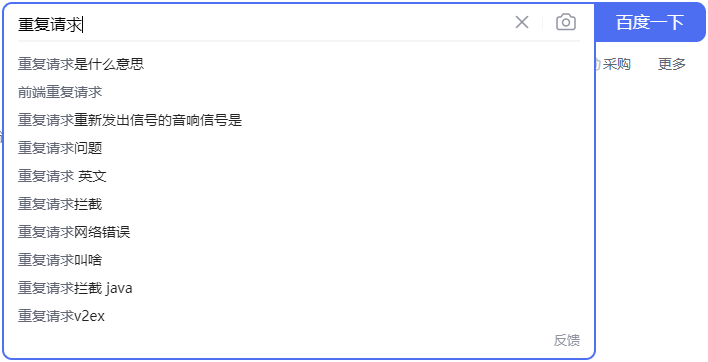 重复请求
百度一下
采购
更多
重复请求是什么意思
前端重复请求
重复请求重新发出信号的音响信号是
重复请求问题
重复请求 英文
重复请求拦截
重复请求网络错误
重复请求叫啥
重复请求拦截 java
重复请求v2ex
反馈